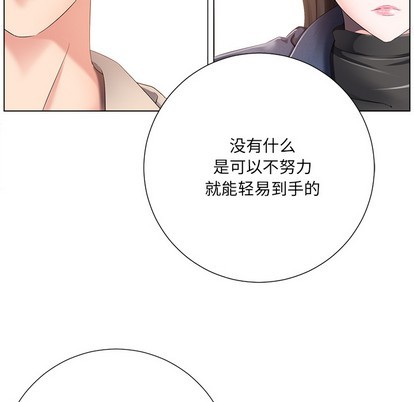 没有什么
是可以不努力
就能轻易到手的